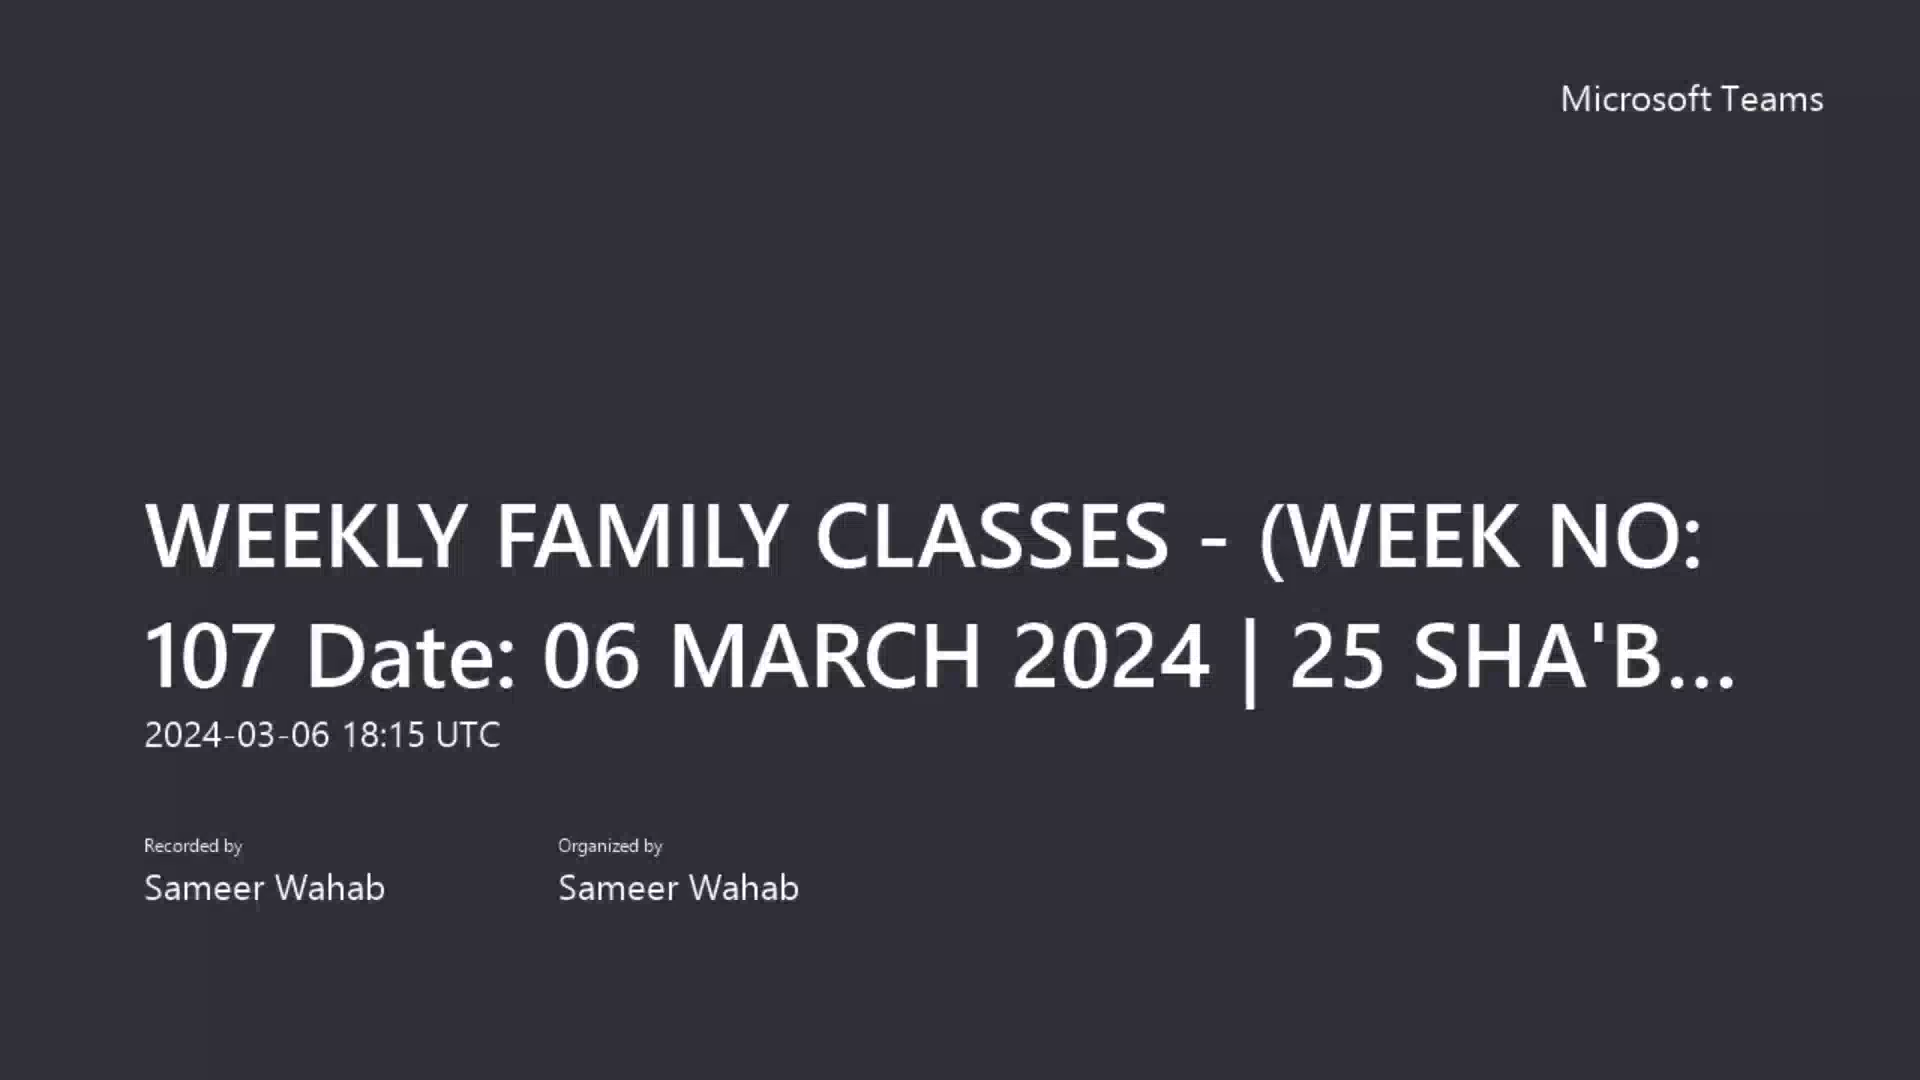 Microsoft Teams
WEEKLY FAMILY CLASSES - (WEEK NO:
107 Date: 06 MARCH 2024 | 25 SHA'B...
2024-03-06 18:15 UTC
Recorded by
Organized by
Sameer Wahab
Sameer Wahab